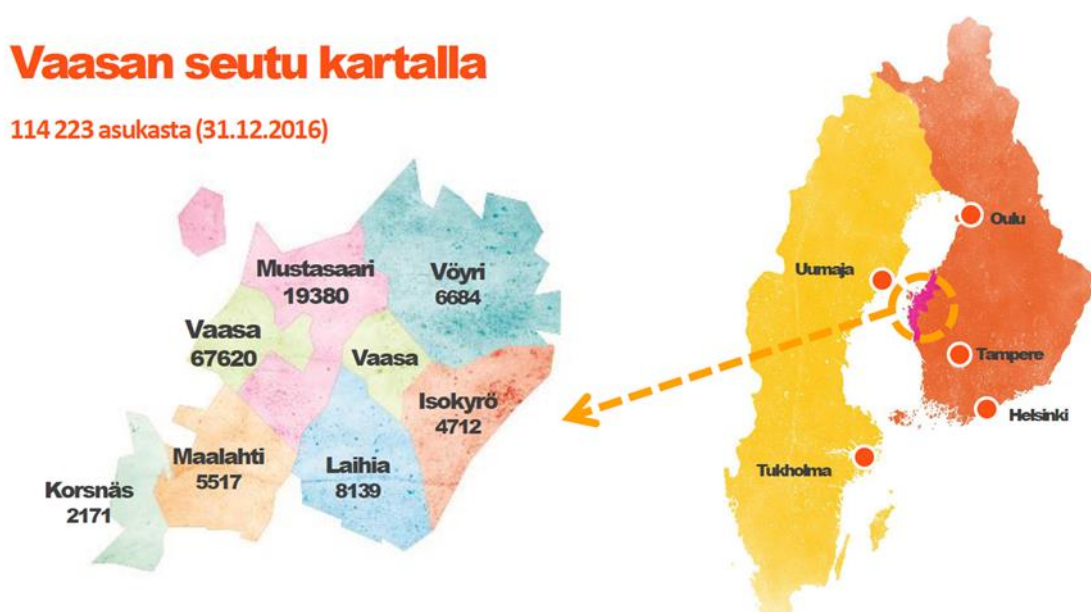 Vaasan seutu kartalla
114 223 asukasta (31.12.2016)
Mustasaari
19380
Vöyri
6684
Vaasa
67620
Vaasa
Isokyrö
4712
Maalahti
5517
Laihia
8139
Korsnäs
2171
Oulu
Uumaja
Tampere
Helsinki
Tukholma